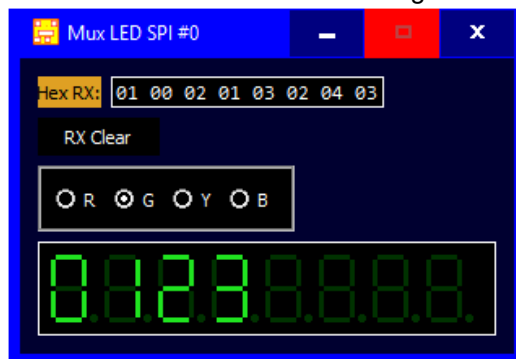 Mux LED SPI #0
Hex RX: 01 00 02 01 03 02 04 03
RX Clear
R G Y B
0123